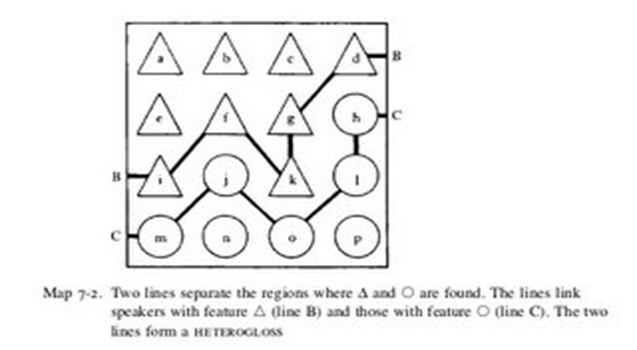 a b c d B
e f g h C
B i j k l
C m n o p
Map 7-2. Two lines separate the regions where Δ and ○ are found. The lines link
speakers with feature △ (line B) and those with feature ○ (line C). The two
lines form a HETEROGLOSS